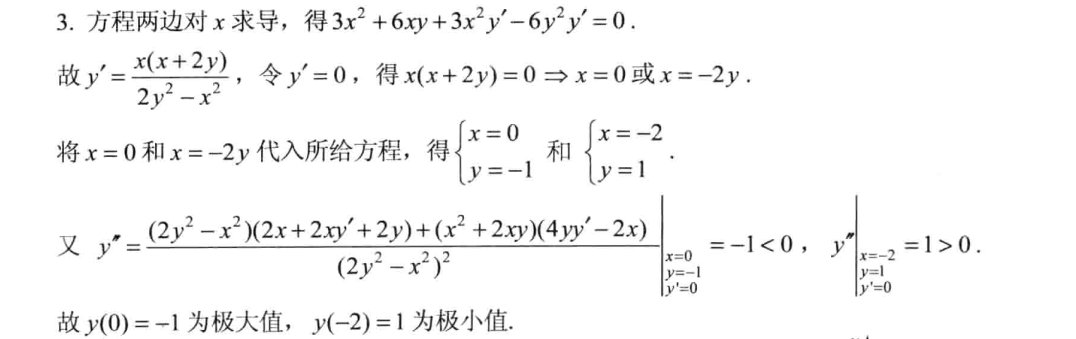 3. 方程两边对 x 求导，得 3x² + 6xy + 3x²y′ − 6y²y′ = 0 .
故 y′ = x(x+2y) / (2y² − x²) ，令 y′ = 0，得 x(x+2y) = 0 ⇒ x = 0 或 x = −2y .
将 x = 0 和 x = −2y 代入所给方程，得 { x = 0, y = −1 和 { x = −2, y = 1 .
又 y″ = (2y² − x²)(2x + 2xy′ + 2y) + (x² + 2xy)(4yy′ − 2x) / (2y² − x²)² | x=0 y=−1 y'=0 = −1 < 0 ， y″ | x=−2 y=1 y'=0 = 1 > 0 .
故 y(0) = −1 为极大值， y(−2) = 1 为极小值.